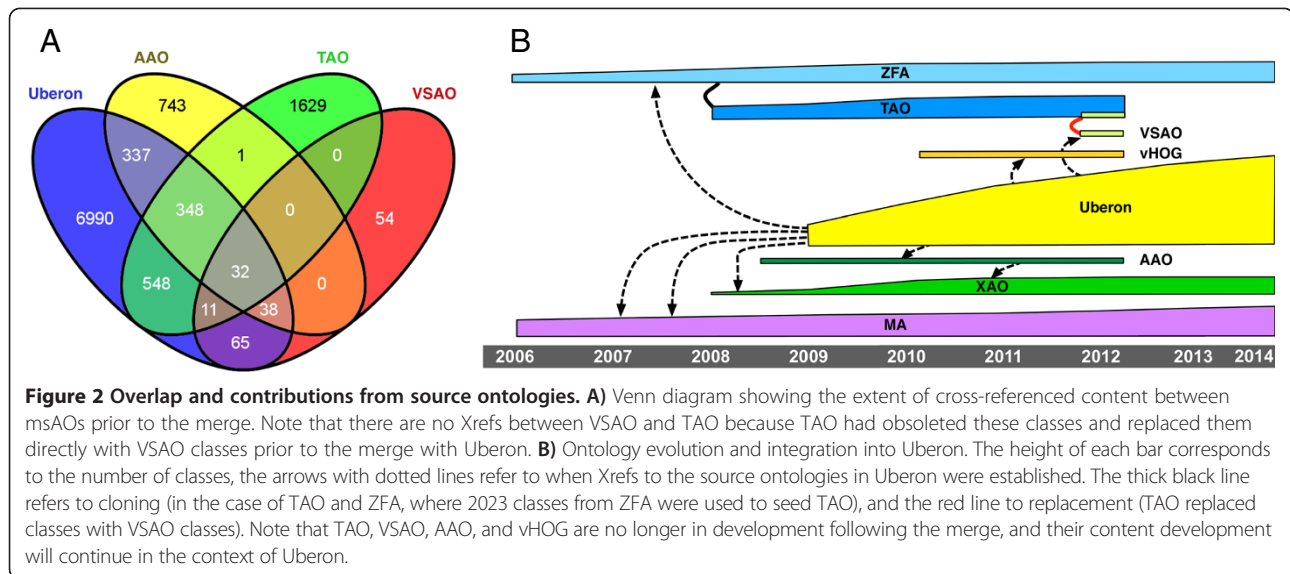 A
AAO
TAO
Uberon
VSAO
743
1629
337
1
0
6990
348
0
54
32
548
0
11
38
65
B
ZFA
TAO
VSAO
vHOG
Uberon
AAO
XAO
MA
2006 2007 2008 2009 2010 2011 2012 2013 2014
Figure 2 Overlap and contributions from source ontologies. A) Venn diagram showing the extent of cross-referenced content between
msAOs prior to the merge. Note that there are no Xrefs between VSAO and TAO because TAO had obsoleted these classes and replaced them
directly with VSAO classes prior to the merge with Uberon. B) Ontology evolution and integration into Uberon. The height of each bar corresponds
to the number of classes, the arrows with dotted lines refer to when Xrefs to the source ontologies in Uberon were established. The thick black line
refers to cloning (in the case of TAO and ZFA, where 2023 classes from ZFA were used to seed TAO), and the red line to replacement (TAO replaced
classes with VSAO classes). Note that TAO, VSAO, AAO, and vHOG are no longer in development following the merge, and their content development
will continue in the context of Uberon.